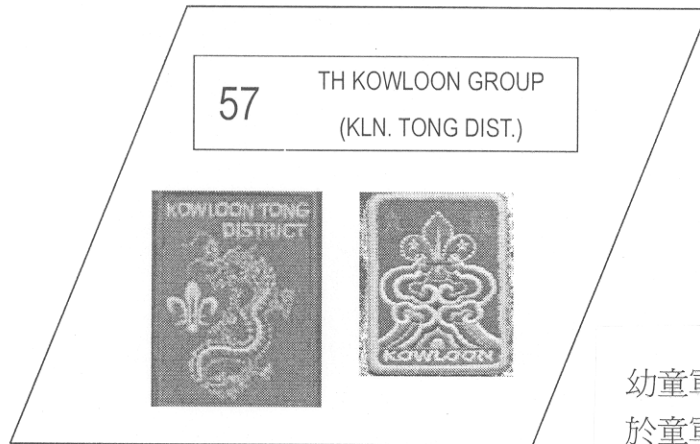 57
TH KOWLOON GROUP
(KLN. TONG DIST.)
KOWLOON TONG
DISTRICT
KOWLOON
幼童軍
於童軍